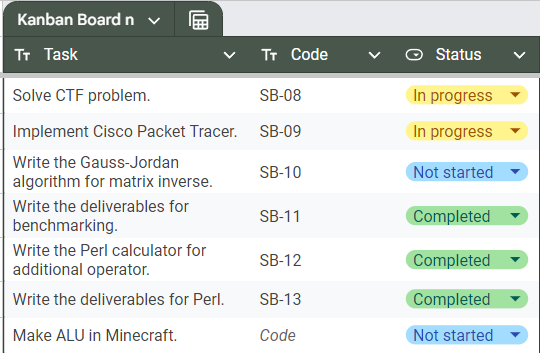 Kanban Board n
Tт Task Tт Code Status
Solve CTF problem. SB-08 In progress
Implement Cisco Packet Tracer. SB-09 In progress
Write the Gauss-Jordan
algorithm for matrix inverse. SB-10 Not started
Write the deliverables for
benchmarking. SB-11 Completed
Write the Perl calculator for
additional operator. SB-12 Completed
Write the deliverables for Perl. SB-13 Completed
Make ALU in Minecraft. Code Not started